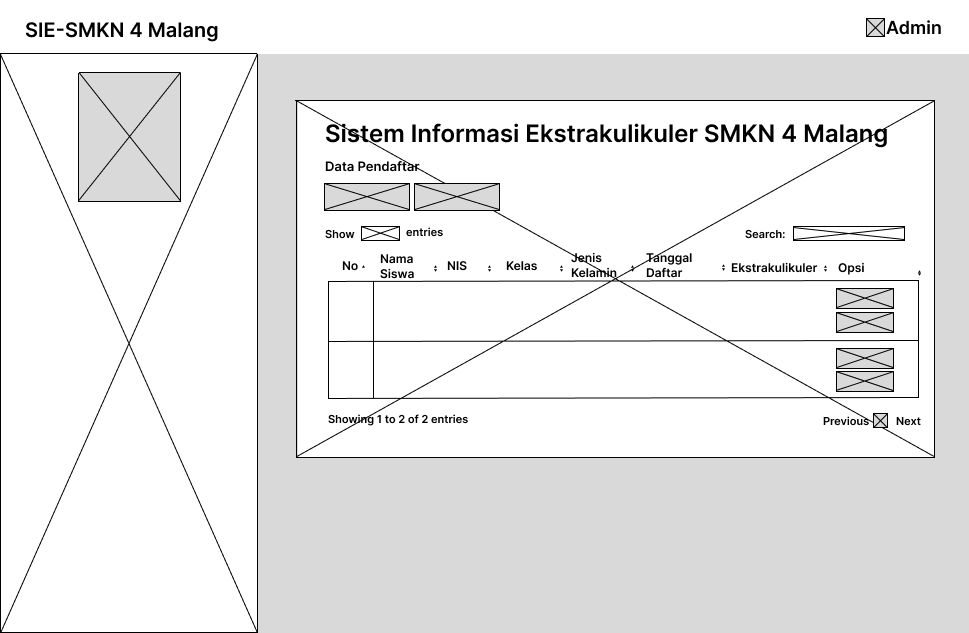 SIE-SMKN 4 Malang
Admin
Sistem Informasi Ekstrakulikuler SMKN 4 Malang
Data Pendaftar
Show entries
Search:
No Nama Siswa NIS Kelas Jenis Kelamin Tanggal Daftar Ekstrakulikuler Opsi
Showing 1 to 2 of 2 entries
Previous Next